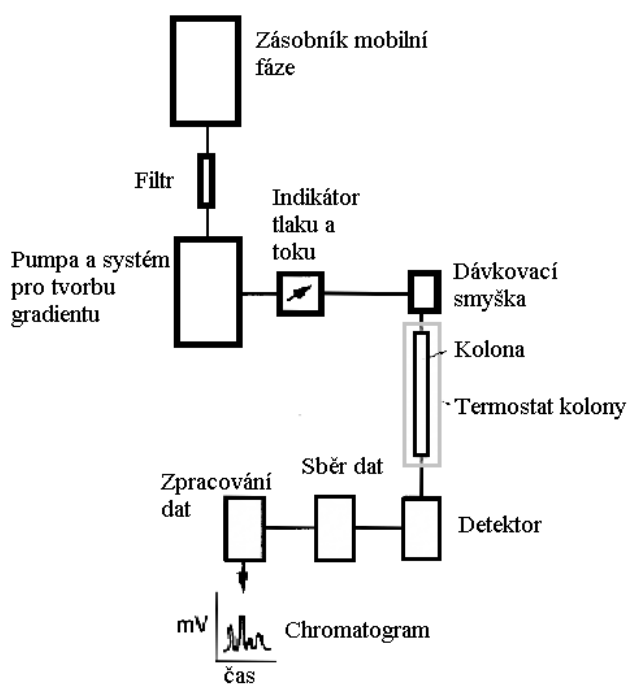 Zásobník mobilní
fáze
Filtr
Indikátor
tlaku a
toku
Pumpa a systém
pro tvorbu
gradientu
Dávkovací
smyška
Kolona
Termostat kolony
Sběr dat
Zpracování
dat
Detektor
mV
Chromatogram
čas